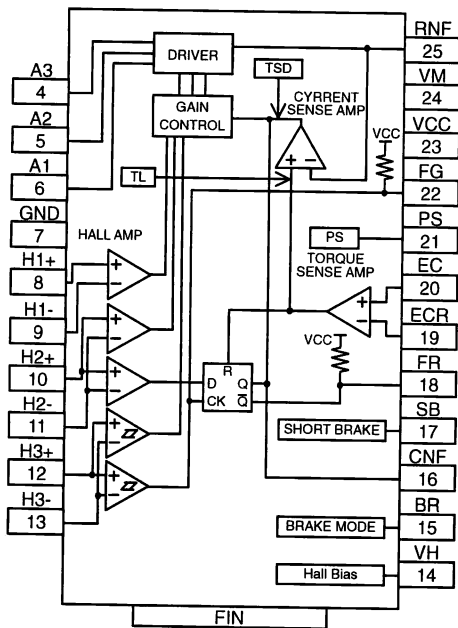 RNF
25
DRIVER
TSD
A3
4
VM
24
CYRRENT
SENSE AMP
GAIN
CONTROL
A2
5
VCC
23
VCC
A1
6
+ −
TL
FG
22
GND
7
HALL AMP
PS
21
PS
H1+
8
+
−
TORQUE
SENSE AMP
EC
20
H1-
9
+
−
+
−
ECR
19
H2+
10
VCC
+
−
R
D Q
CK Q̅
FR
18
H2-
11
+
−
SHORT BRAKE
SB
17
H3+
12
+
−
CNF
16
H3-
13
BR
15
BRAKE MODE
VH
14
Hall Bias
FIN